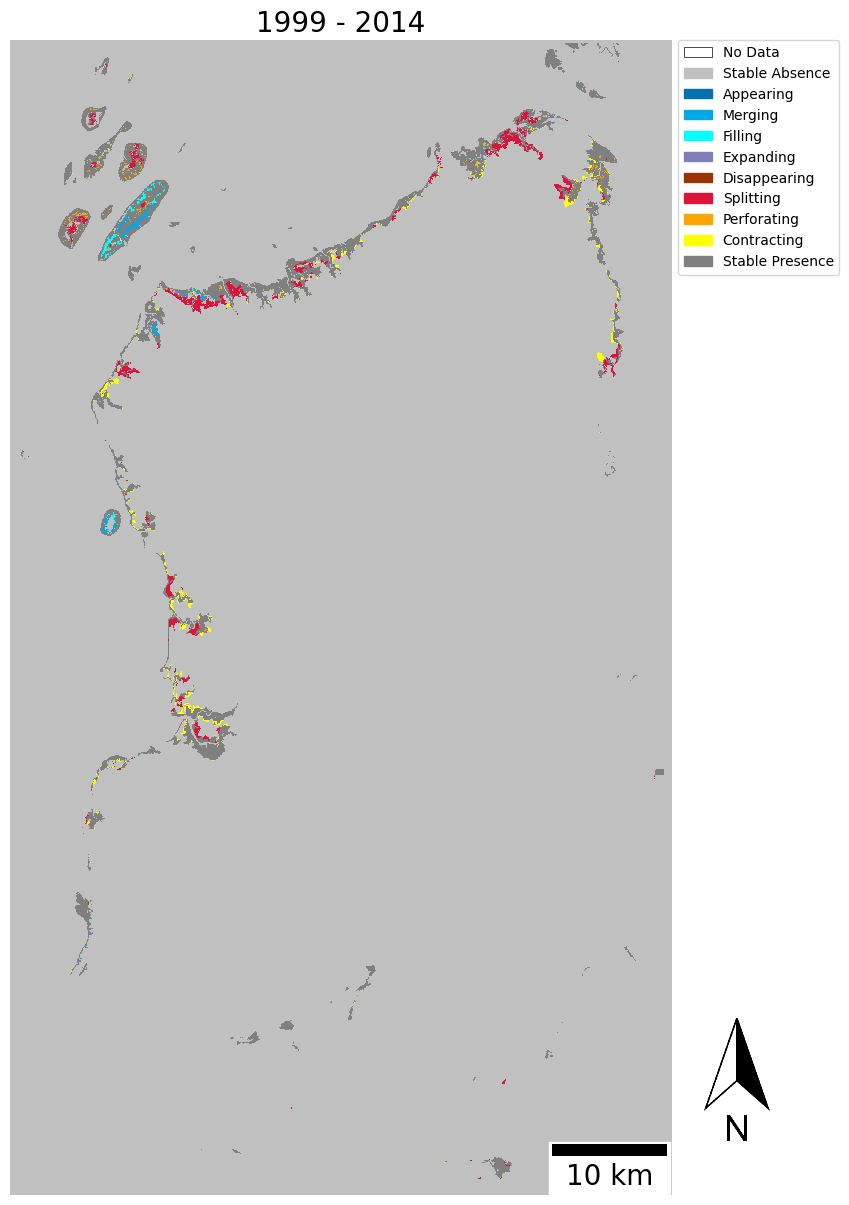 1999 - 2014
No Data
Stable Absence
Appearing
Merging
Filling
Expanding
Disappearing
Splitting
Perforating
Contracting
Stable Presence
N
10 km